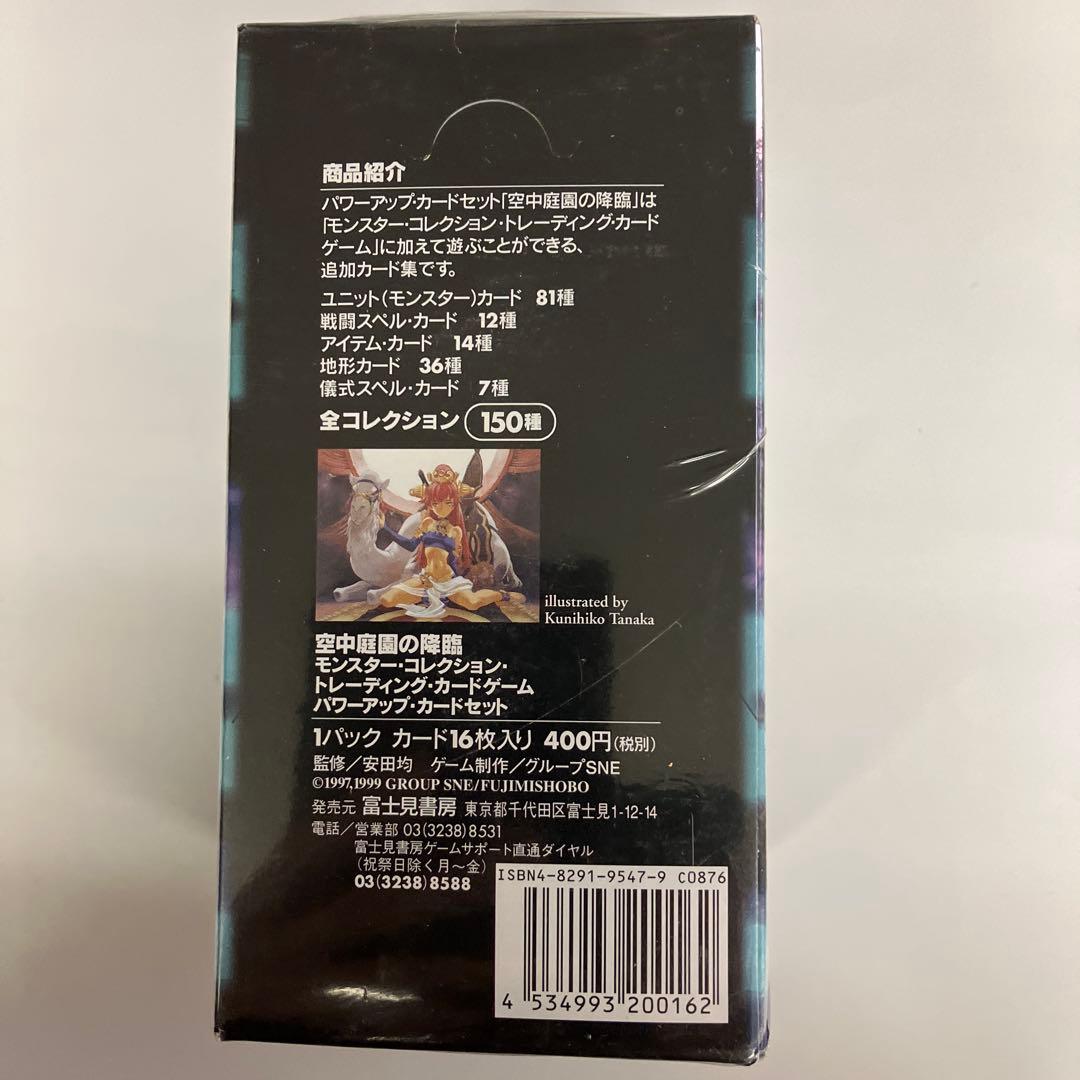 商品紹介
パワーアップ・カードセット「空中庭園の降臨」は
「モンスター・コレクション・トレーディング・カード
ゲーム」に加えて遊ぶことができる、
追加カード集です。
ユニット(モンスター)カード 81種
戦闘スペル・カード 12種
アイテム・カード 14種
地形カード 36種
儀式スペル・カード 7種
全コレクション 150種
illustrated by
Kunihiko Tanaka
空中庭園の降臨
モンスター・コレクション・
トレーディング・カードゲーム
パワーアップ・カードセット
1パック カード16枚入り 400円(税別)
監修/安田均 ゲーム制作/グループSNE
©1997,1999 GROUP SNE/FUJIMISHOBO
発売元 富士見書房 東京都千代田区富士見1-12-14
電話/営業部 03(3238)8531
富士見書房ゲームサポート直通ダイヤル
(祝祭日除く月~金)
03(3238)8588
ISBN4-8291-9547-9 C0876
4 534993 200162